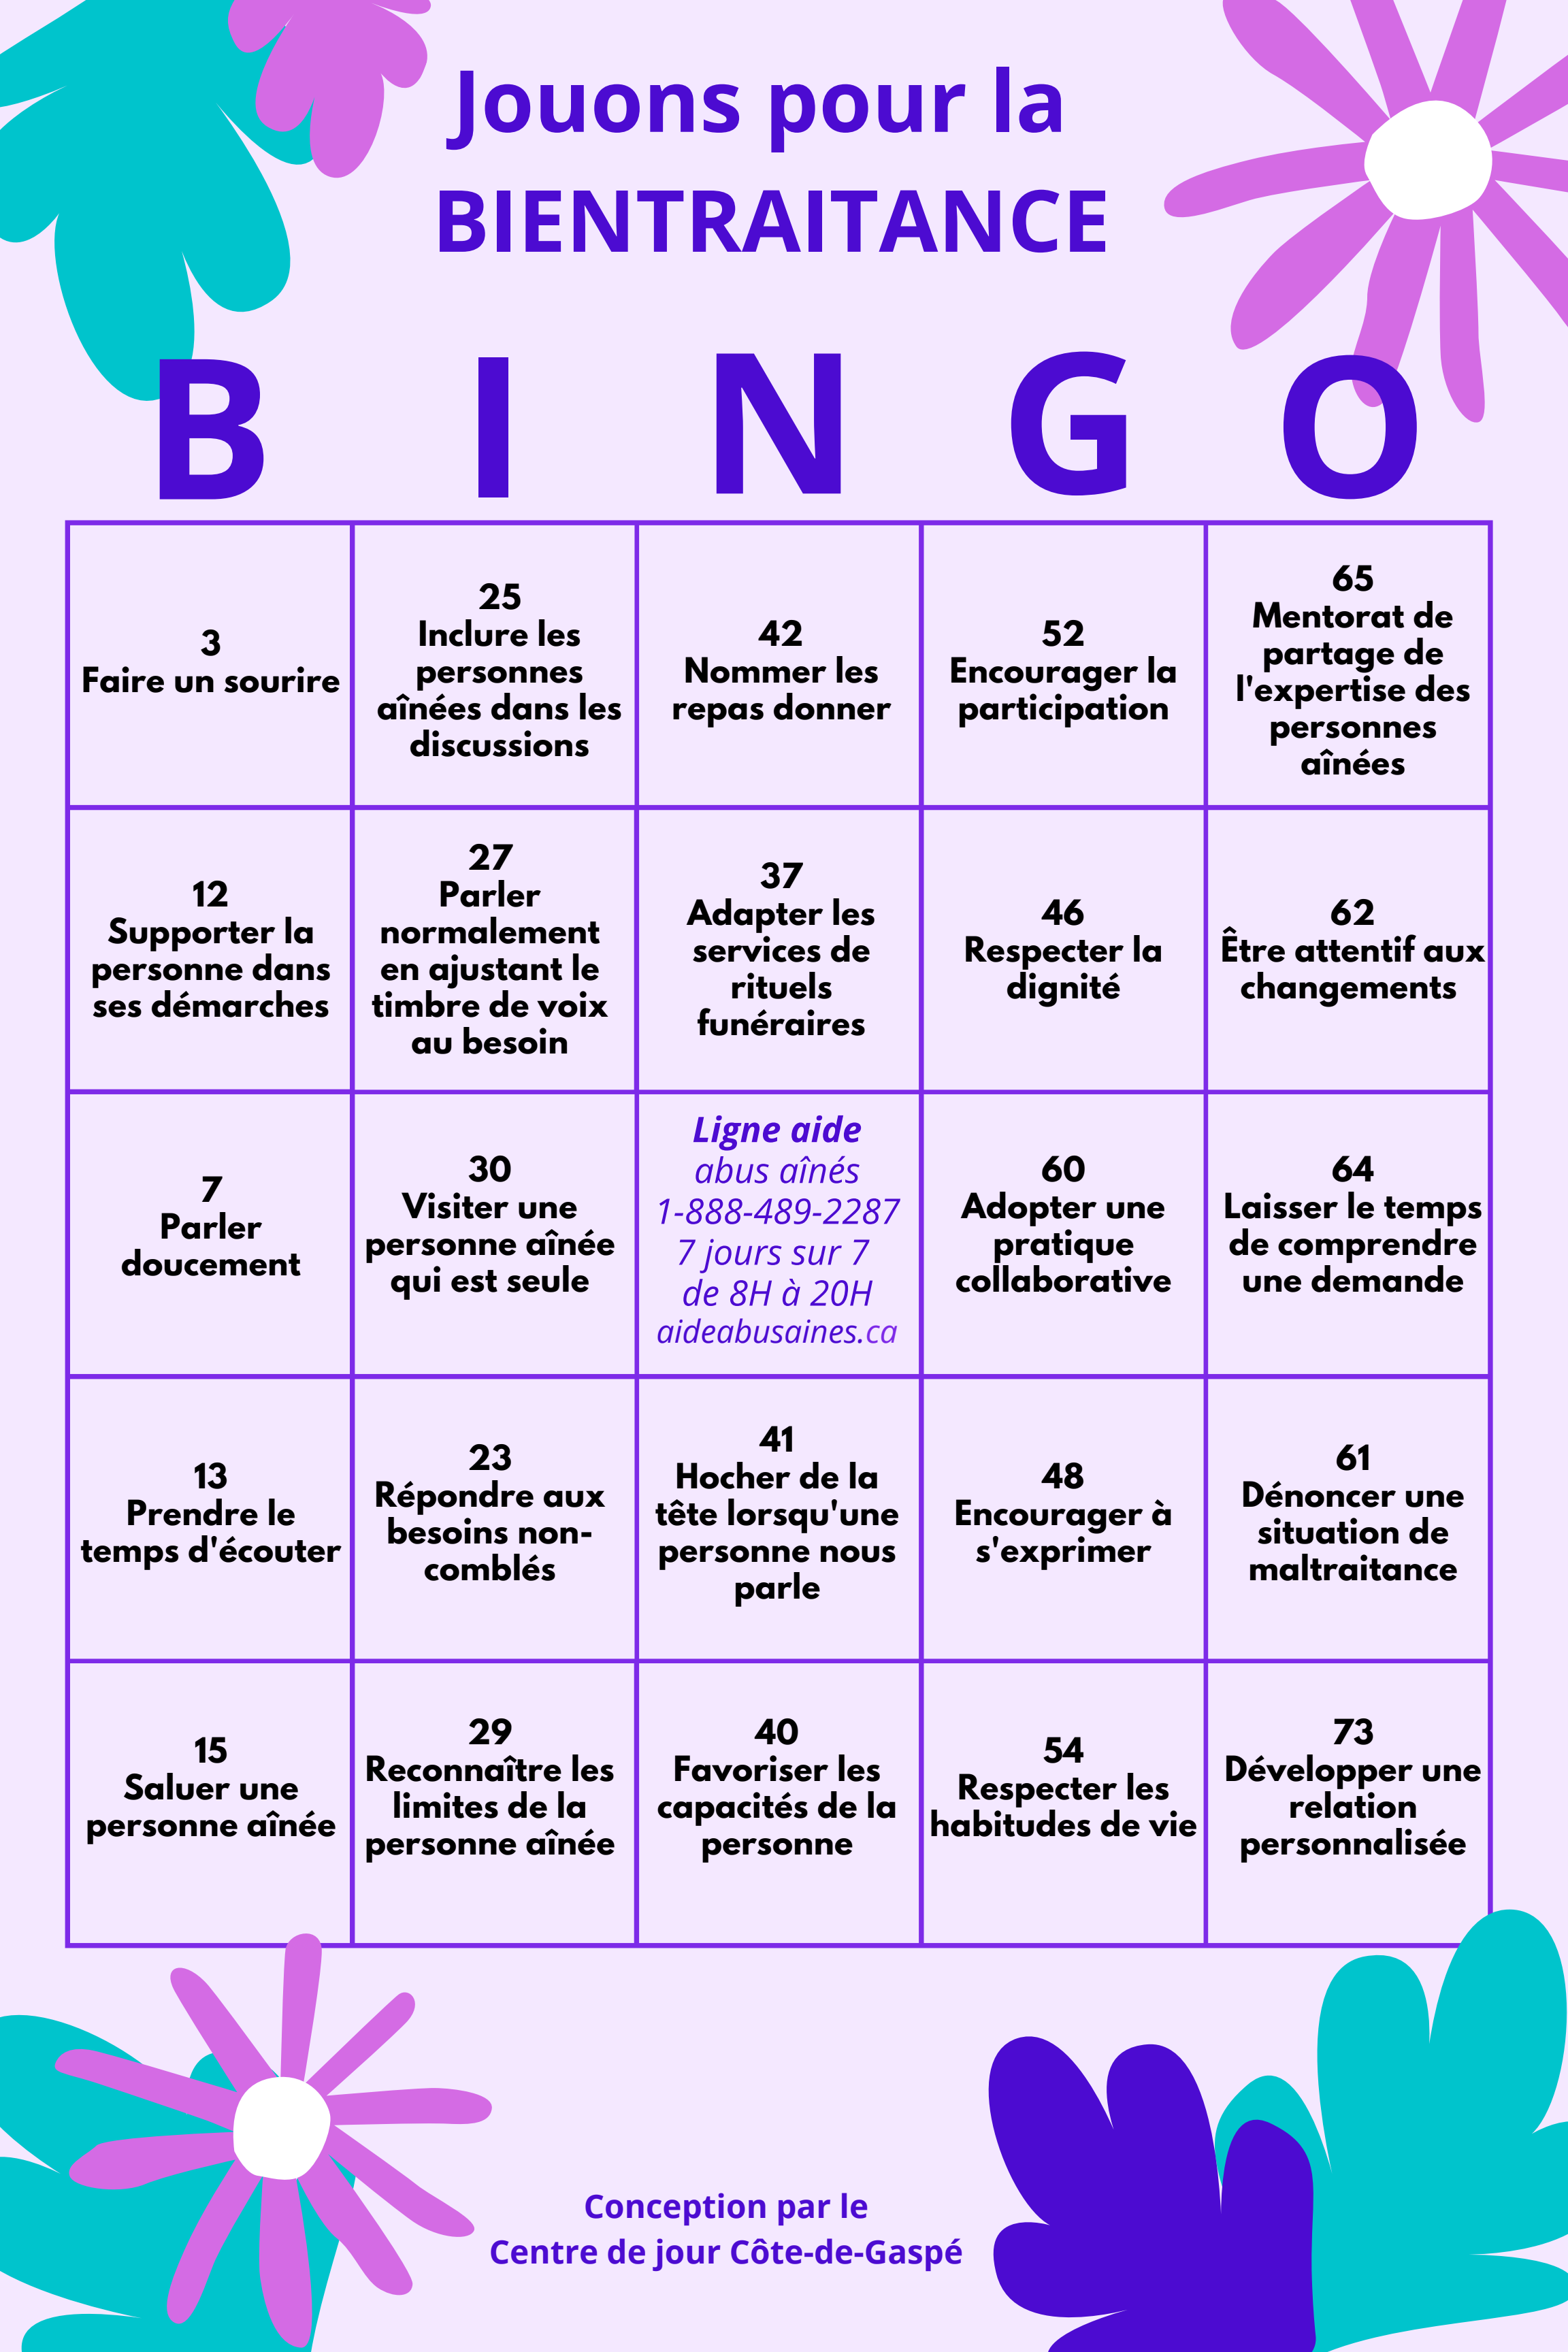 Jouons pour la
BIENTRAITANCE
B I N G O
3
Faire un sourire
25
Inclure les
personnes
aînées dans les
discussions
42
Nommer les
repas donner
52
Encourager la
participation
65
Mentorat de
partage de
l'expertise des
personnes
aînées
12
Supporter la
personne dans
ses démarches
27
Parler
normalement
en ajustant le
timbre de voix
au besoin
37
Adapter les
services de
rituels
funéraires
46
Respecter la
dignité
62
Être attentif aux
changements
7
Parler
doucement
30
Visiter une
personne aînée
qui est seule
Ligne aide
abus aînés
1-888-489-2287
7 jours sur 7
de 8H à 20H
aideabusaines.ca
60
Adopter une
pratique
collaborative
64
Laisser le temps
de comprendre
une demande
13
Prendre le
temps d'écouter
23
Répondre aux
besoins non-
comblés
41
Hocher de la
tête lorsqu'une
personne nous
parle
48
Encourager à
s'exprimer
61
Dénoncer une
situation de
maltraitance
15
Saluer une
personne aînée
29
Reconnaître les
limites de la
personne aînée
40
Favoriser les
capacités de la
personne
54
Respecter les
habitudes de vie
73
Développer une
relation
personnalisée
Conception par le
Centre de jour Côte-de-Gaspé